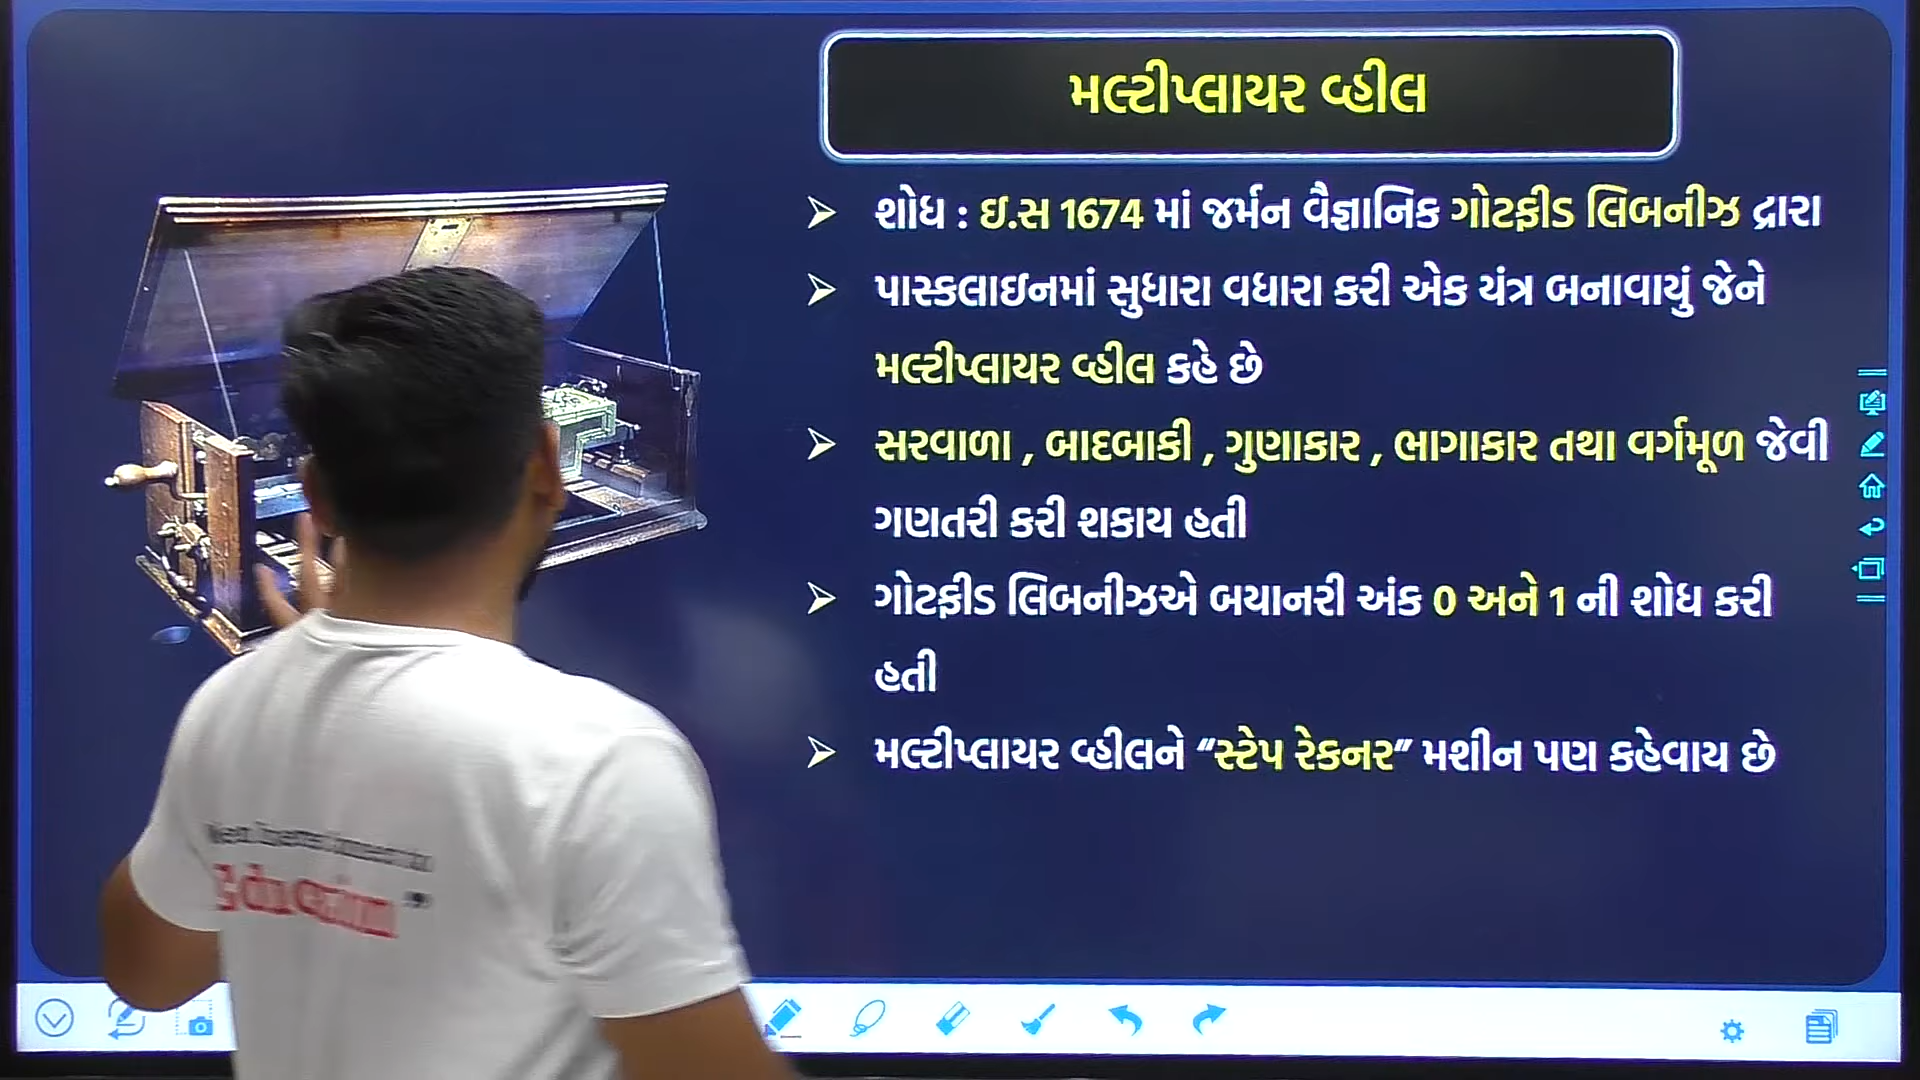 મલ્ટીપ્લાયર વ્હીલ
શોધ : ઇ.સ 1674 માં જર્મન વૈજ્ઞાનિક ગોટફ્રીડ લિબનીઝ દ્વારા
પાસ્કલાઇનમાં સુધારા વધારા કરી એક યંત્ર બનાવાયું જેને
મલ્ટીપ્લાયર વ્હીલ કહે છે
સરવાળા , બાદબાકી , ગુણાકાર , ભાગાકાર તથા વર્ગમૂળ જેવી
ગણતરી કરી શકાય હતી
ગોટફ્રીડ લિબનીઝએ બયાનરી અંક 0 અને 1 ની શોધ કરી
હતી
મલ્ટીપ્લાયર વ્હીલને “સ્ટેપ રેકનર” મશીન પણ કહેવાય છે